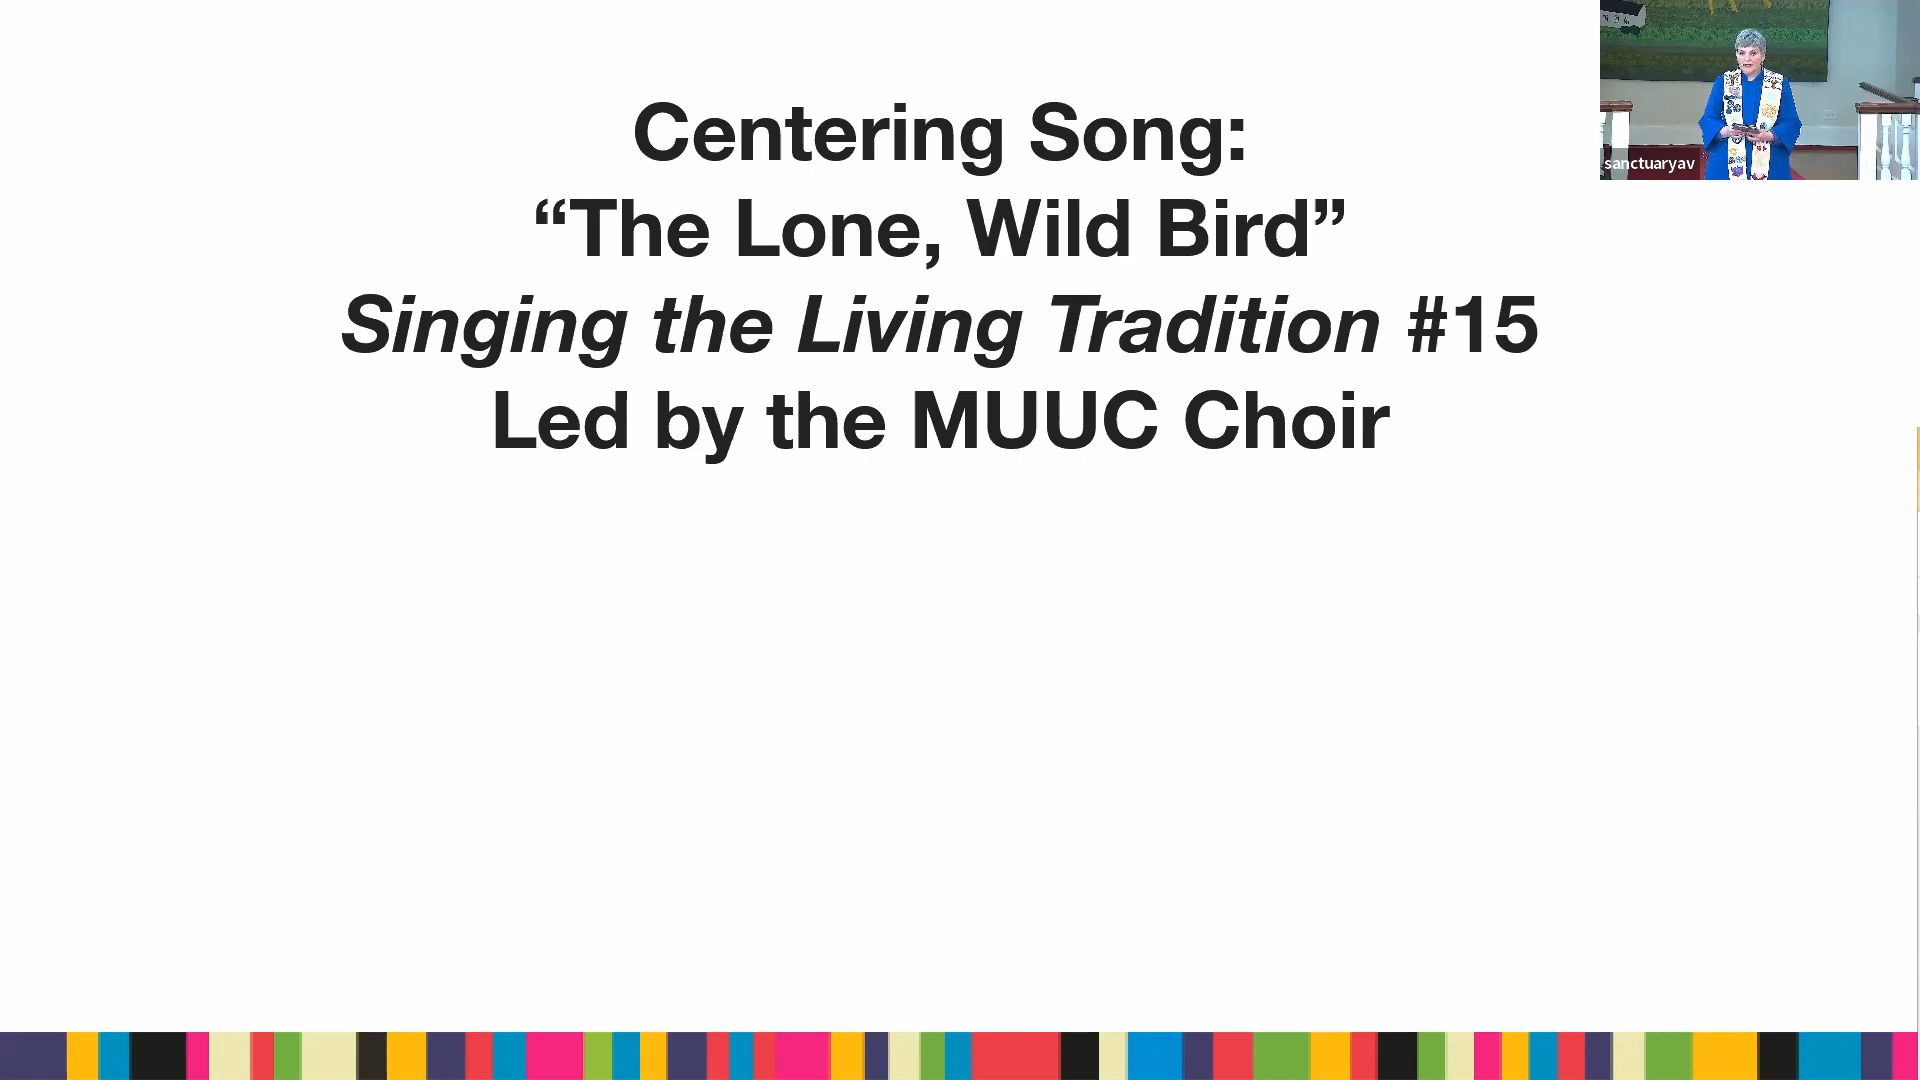 Centering Song:
“The Lone, Wild Bird”
Singing the Living Tradition #15
Led by the MUUC Choir
sanctuaryav